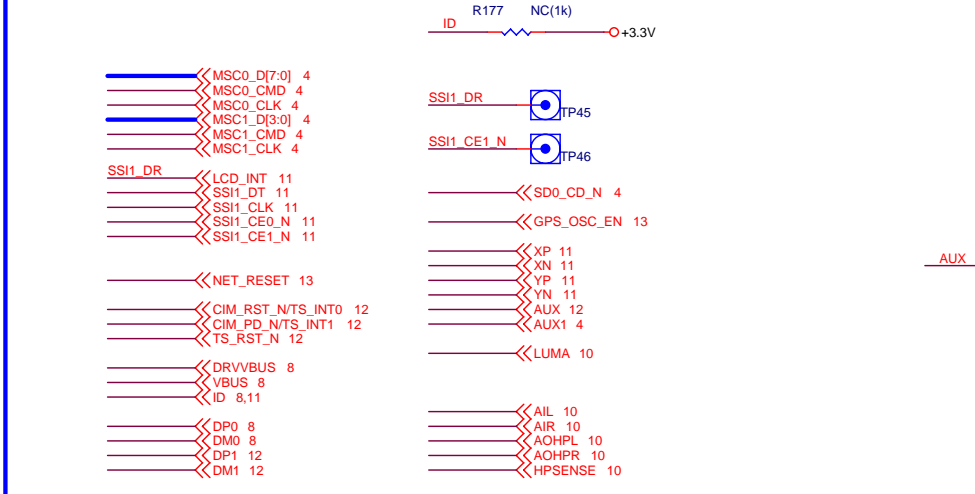 R177 NC(1k)
ID
+3.3V
MSC0_D[7:0] 4
MSC0_CMD 4
MSC0_CLK 4
MSC1_D[3:0] 4
MSC1_CMD 4
MSC1_CLK 4
SSI1_DR
LCD_INT 11
SSI1_DT 11
SSI1_CLK 11
SSI1_CE0_N 11
SSI1_CE1_N 11
NET_RESET 13
CIM_RST_N/TS_INT0 12
CIM_PD_N/TS_INT1 12
TS_RST_N 12
DRVVBUS 8
VBUS 8
ID 8,11
DP0 8
DM0 8
DP1 12
DM1 12
SSI1_DR
TP45
SSI1_CE1_N
TP46
SD0_CD_N 4
GPS_OSC_EN 13
XP 11
XN 11
YP 11
YN 11
AUX 12
AUX1 4
LUMA 10
AIL 10
AIR 10
AOHPL 10
AOHPR 10
HPSENSE 10
AUX